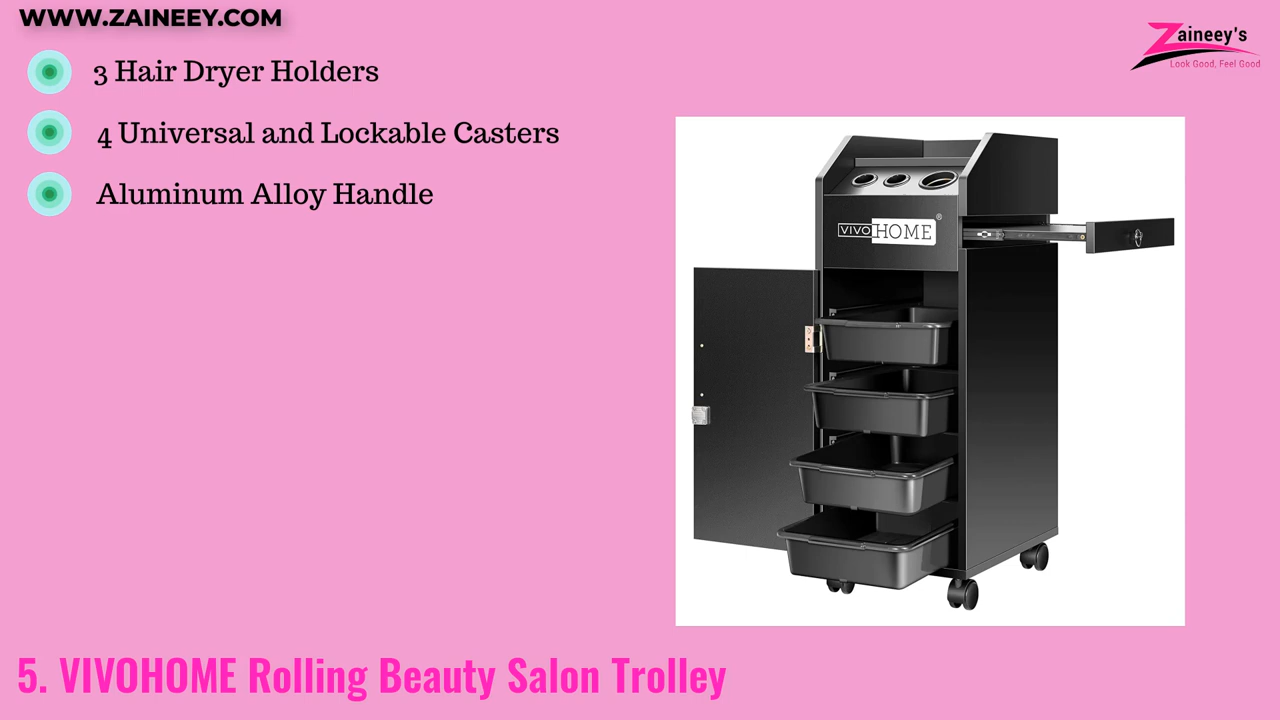 WWW.ZAINEEY.COM
Zaineey's
Look Good, Feel Good
3 Hair Dryer Holders
4 Universal and Lockable Casters
Aluminum Alloy Handle
VIVOHOME®
5. VIVOHOME Rolling Beauty Salon Trolley